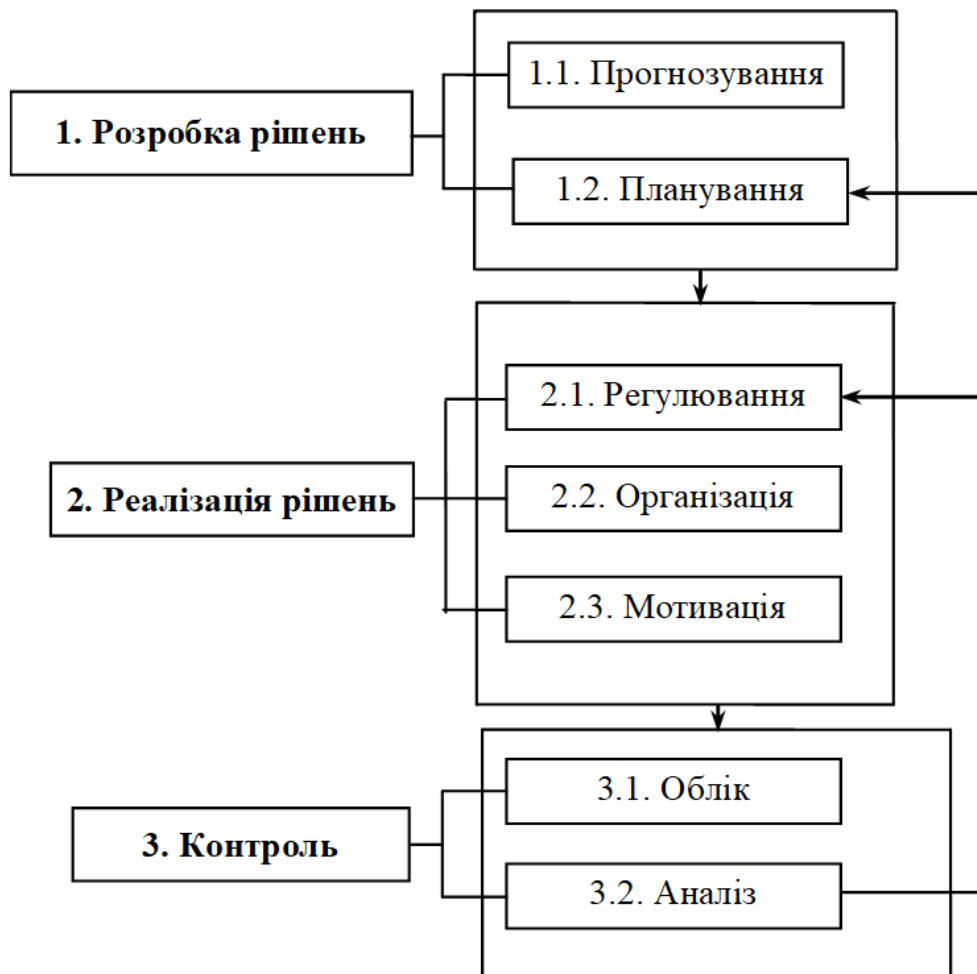 1.1. Прогнозування
1. Розробка рішень
1.2. Планування
2.1. Регулювання
2. Реалізація рішень
2.2. Організація
2.3. Мотивація
3.1. Облік
3. Контроль
3.2. Аналіз